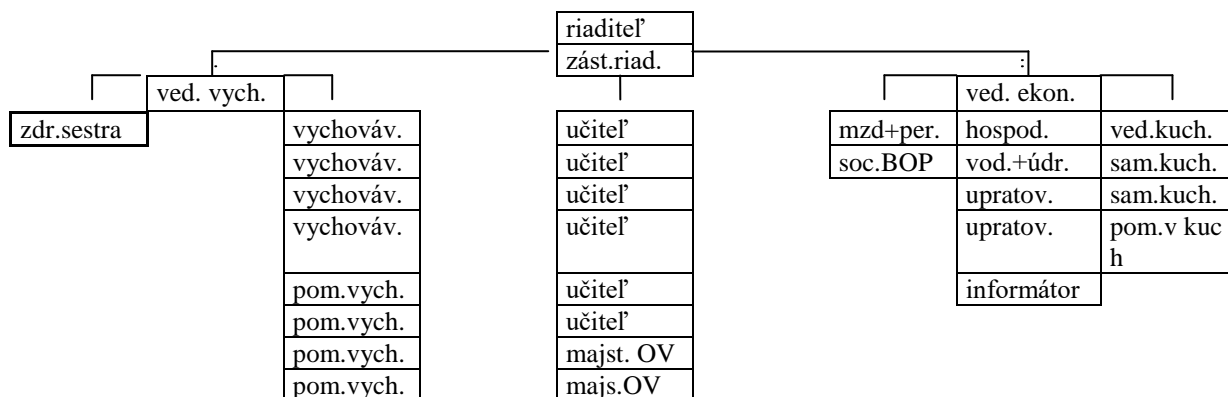 riaditeľ
zást.riad.
ved. vych.
ved. ekon.
zdr.sestra
vychováv.
učiteľ
mzd+per.
hospod.
ved.kuch.
vychováv.
učiteľ
soc.BOP
vod.+údr.
sam.kuch.
vychováv.
učiteľ
upratov.
sam.kuch.
vychováv.
učiteľ
upratov.
pom.v kuc
h
pom.vych.
učiteľ
informátor
pom.vych.
učiteľ
pom.vych.
majst. OV
pom.vych.
majs.OV